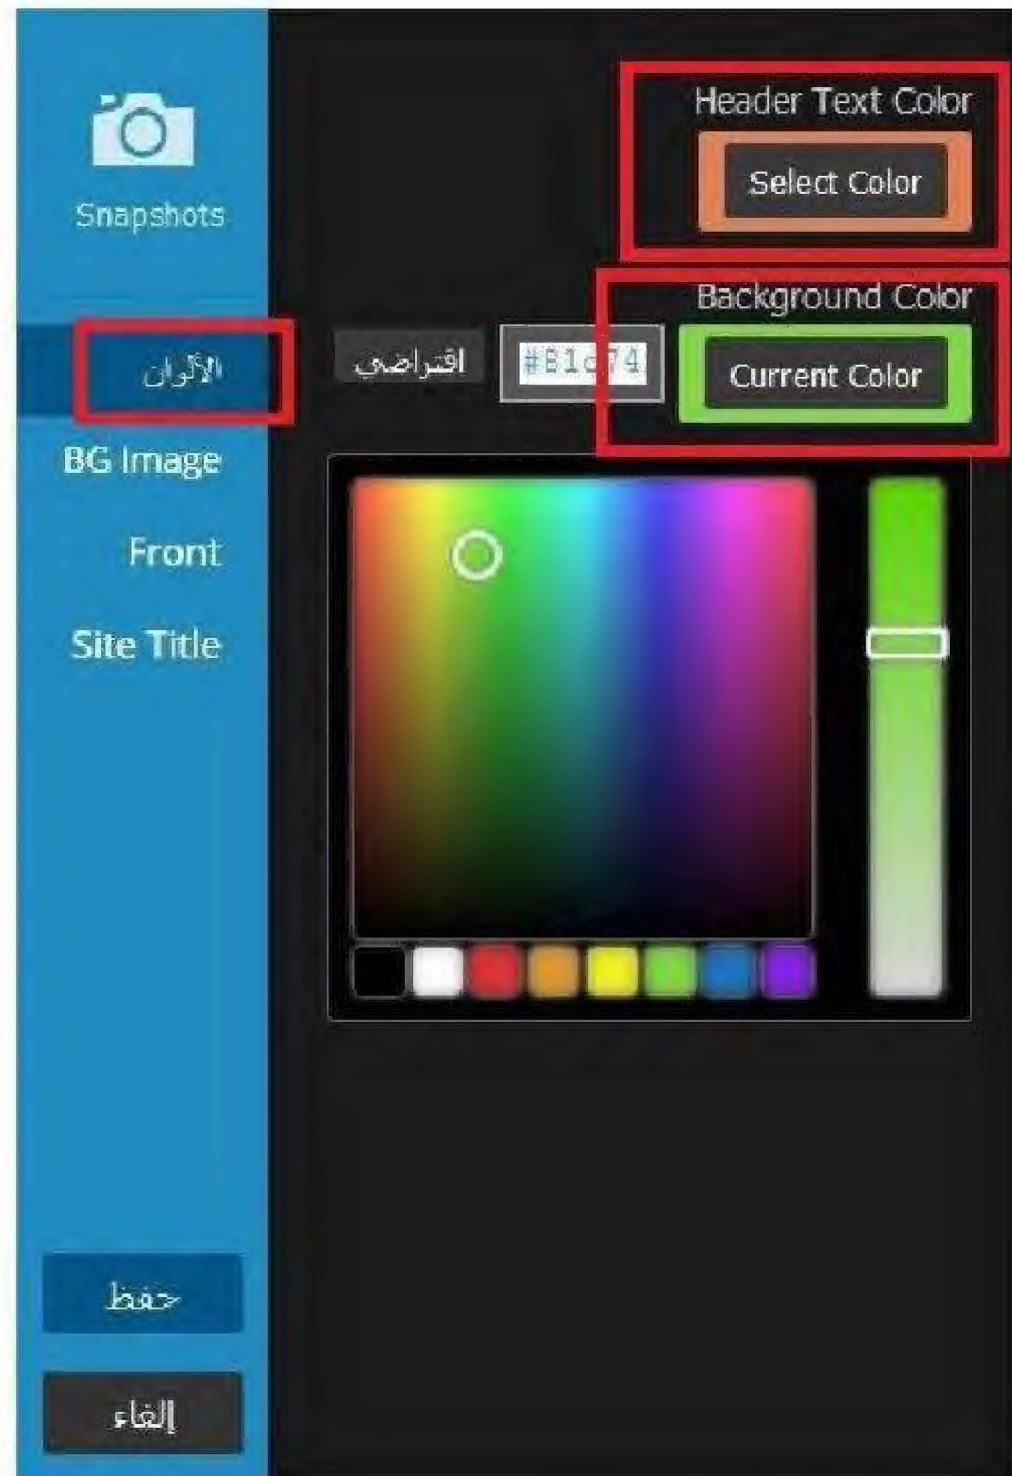 Snapshots
الألوان
BG Image
Front
Site Title
حفظ
إلغاء
Header Text Color
Select Color
Background Color
Current Color
افتراضي